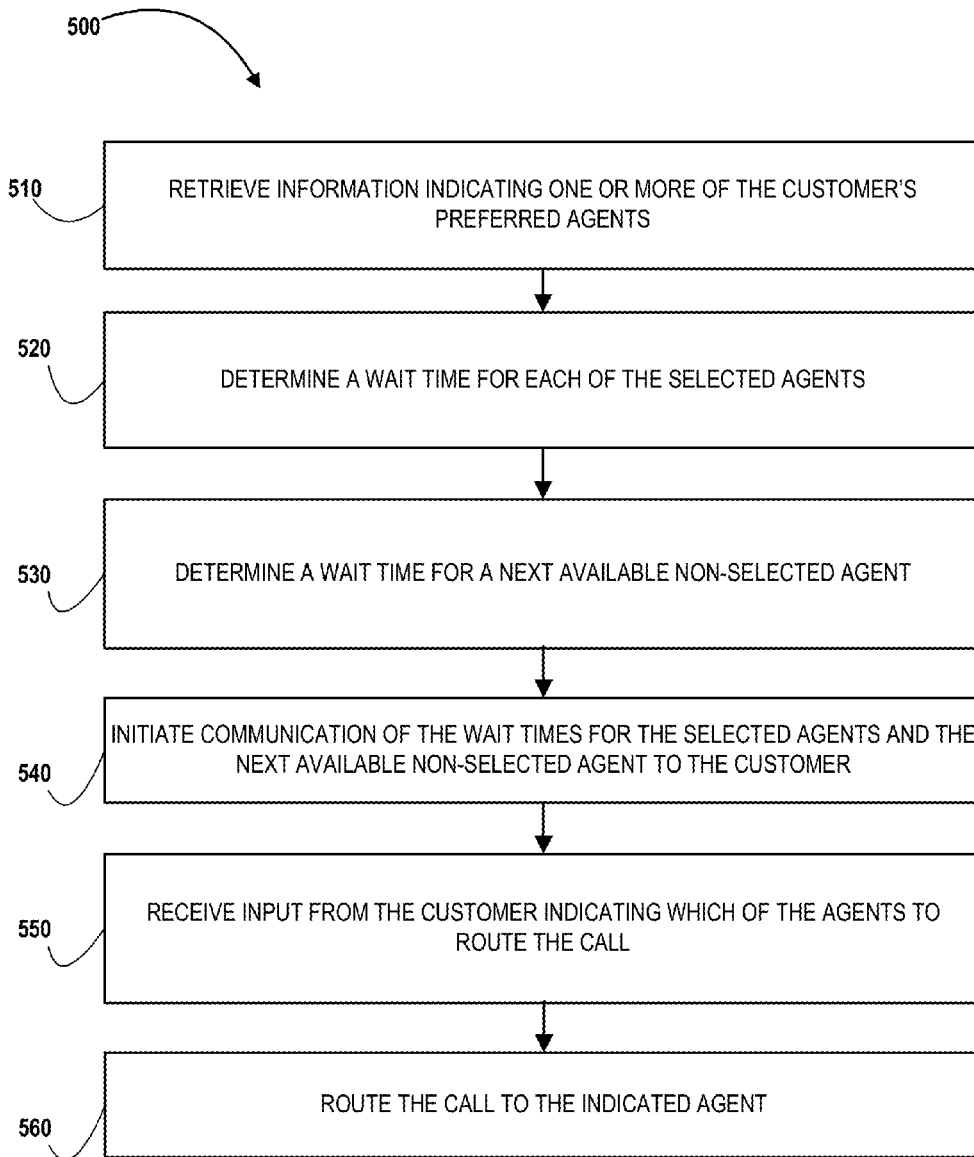 500
510
RETRIEVE INFORMATION INDICATING ONE OR MORE OF THE CUSTOMER'S
PREFERRED AGENTS
520
DETERMINE A WAIT TIME FOR EACH OF THE SELECTED AGENTS
530
DETERMINE A WAIT TIME FOR A NEXT AVAILABLE NON-SELECTED AGENT
540
INITIATE COMMUNICATION OF THE WAIT TIMES FOR THE SELECTED AGENTS AND THE
NEXT AVAILABLE NON-SELECTED AGENT TO THE CUSTOMER
550
RECEIVE INPUT FROM THE CUSTOMER INDICATING WHICH OF THE AGENTS TO
ROUTE THE CALL
560
ROUTE THE CALL TO THE INDICATED AGENT